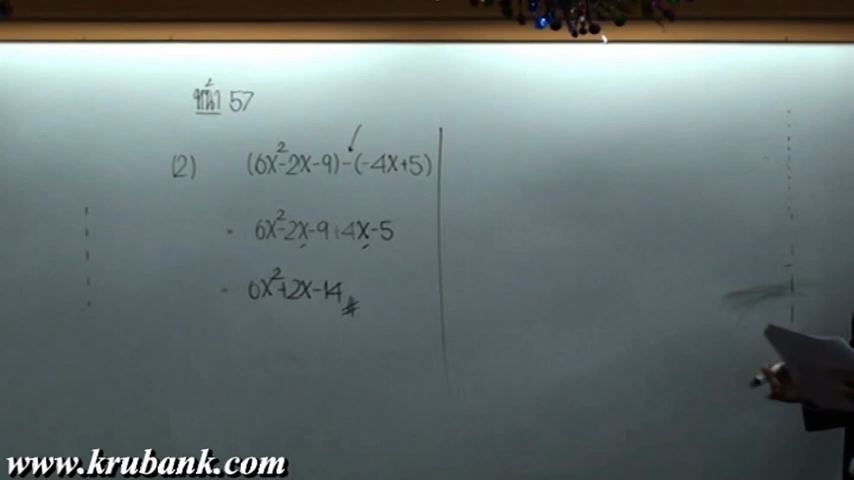 หน้า 57
(2) (6x²-2x-9)-(-4x+5)
= 6x²-2x-9+4x-5
= 6x²+2x-14 #
www.krubank.com